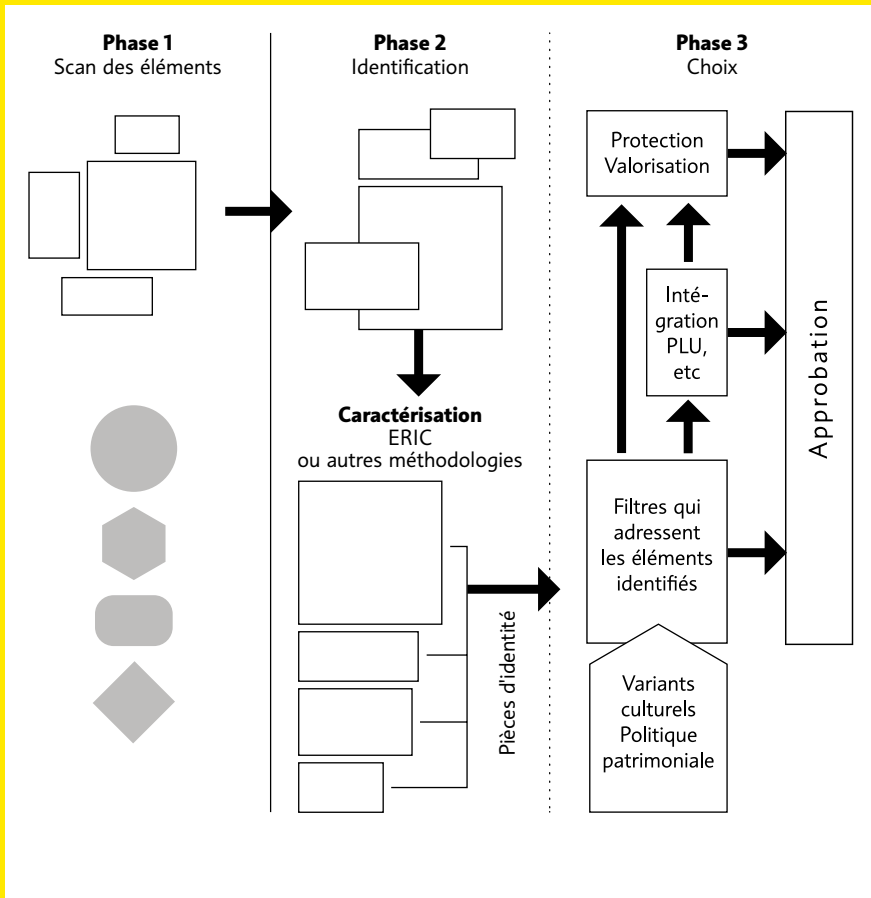 Phase 1
Scan des éléments
Phase 2
Identification
Caractérisation
ERIC
ou autres méthodologies
Pièces d'identité
Phase 3
Choix
Protection
Valorisation
Inté-
gration
PLU,
etc
Filtres qui
adressent
les éléments
identifiés
Variants
culturels
Politique
patrimoniale
Approbation